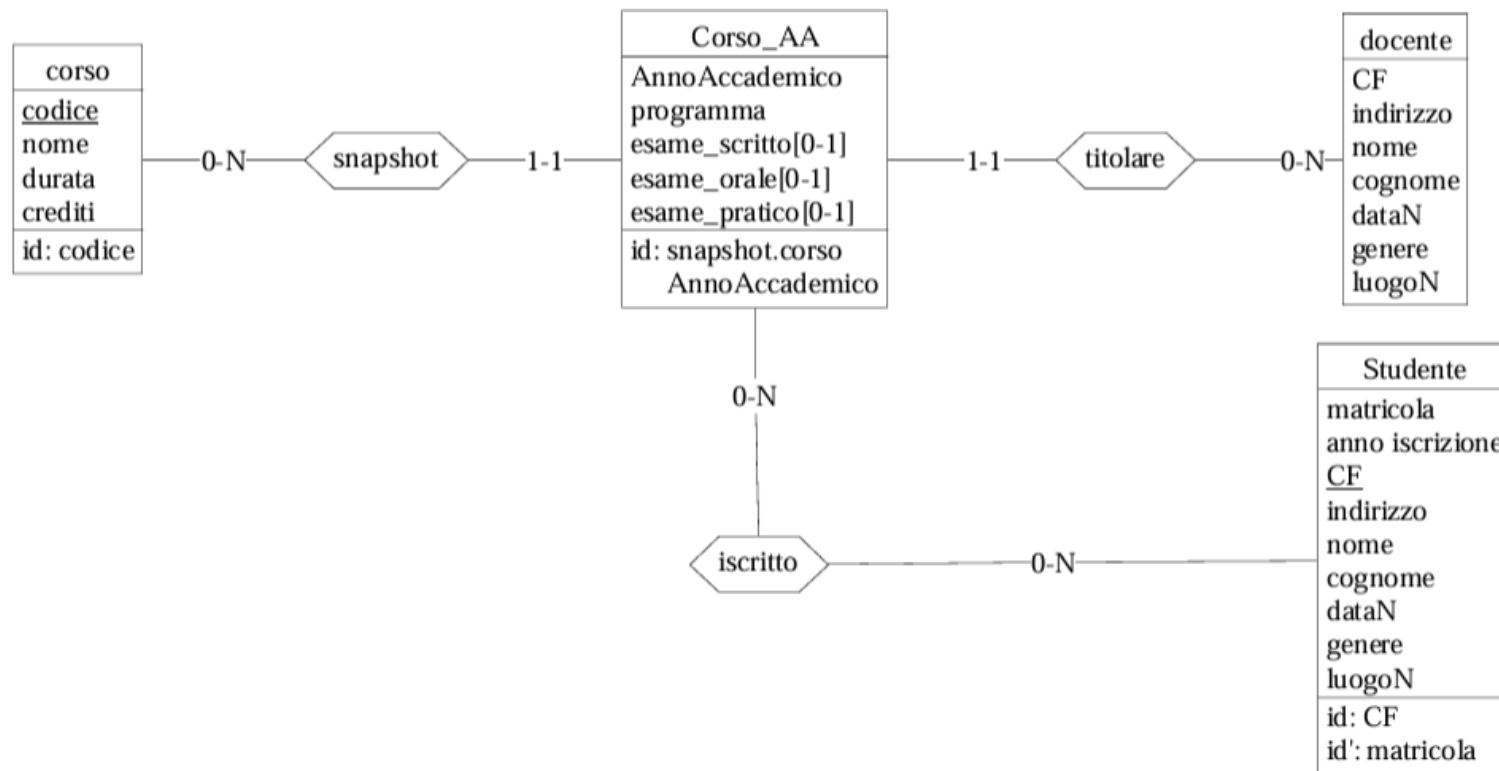 corso
codice
nome
durata
crediti
id: codice
0-N
snapshot
1-1
Corso_AA
AnnoAccademico
programma
esame_scritto[0-1]
esame_orale[0-1]
esame_pratico[0-1]
id: snapshot.corso
AnnoAccademico
1-1
titolare
0-N
docente
CF
indirizzo
nome
cognome
dataN
genere
luogoN
0-N
iscritto
0-N
Studente
matricola
anno iscrizione
CF
indirizzo
nome
cognome
dataN
genere
luogoN
id: CF
id': matricola